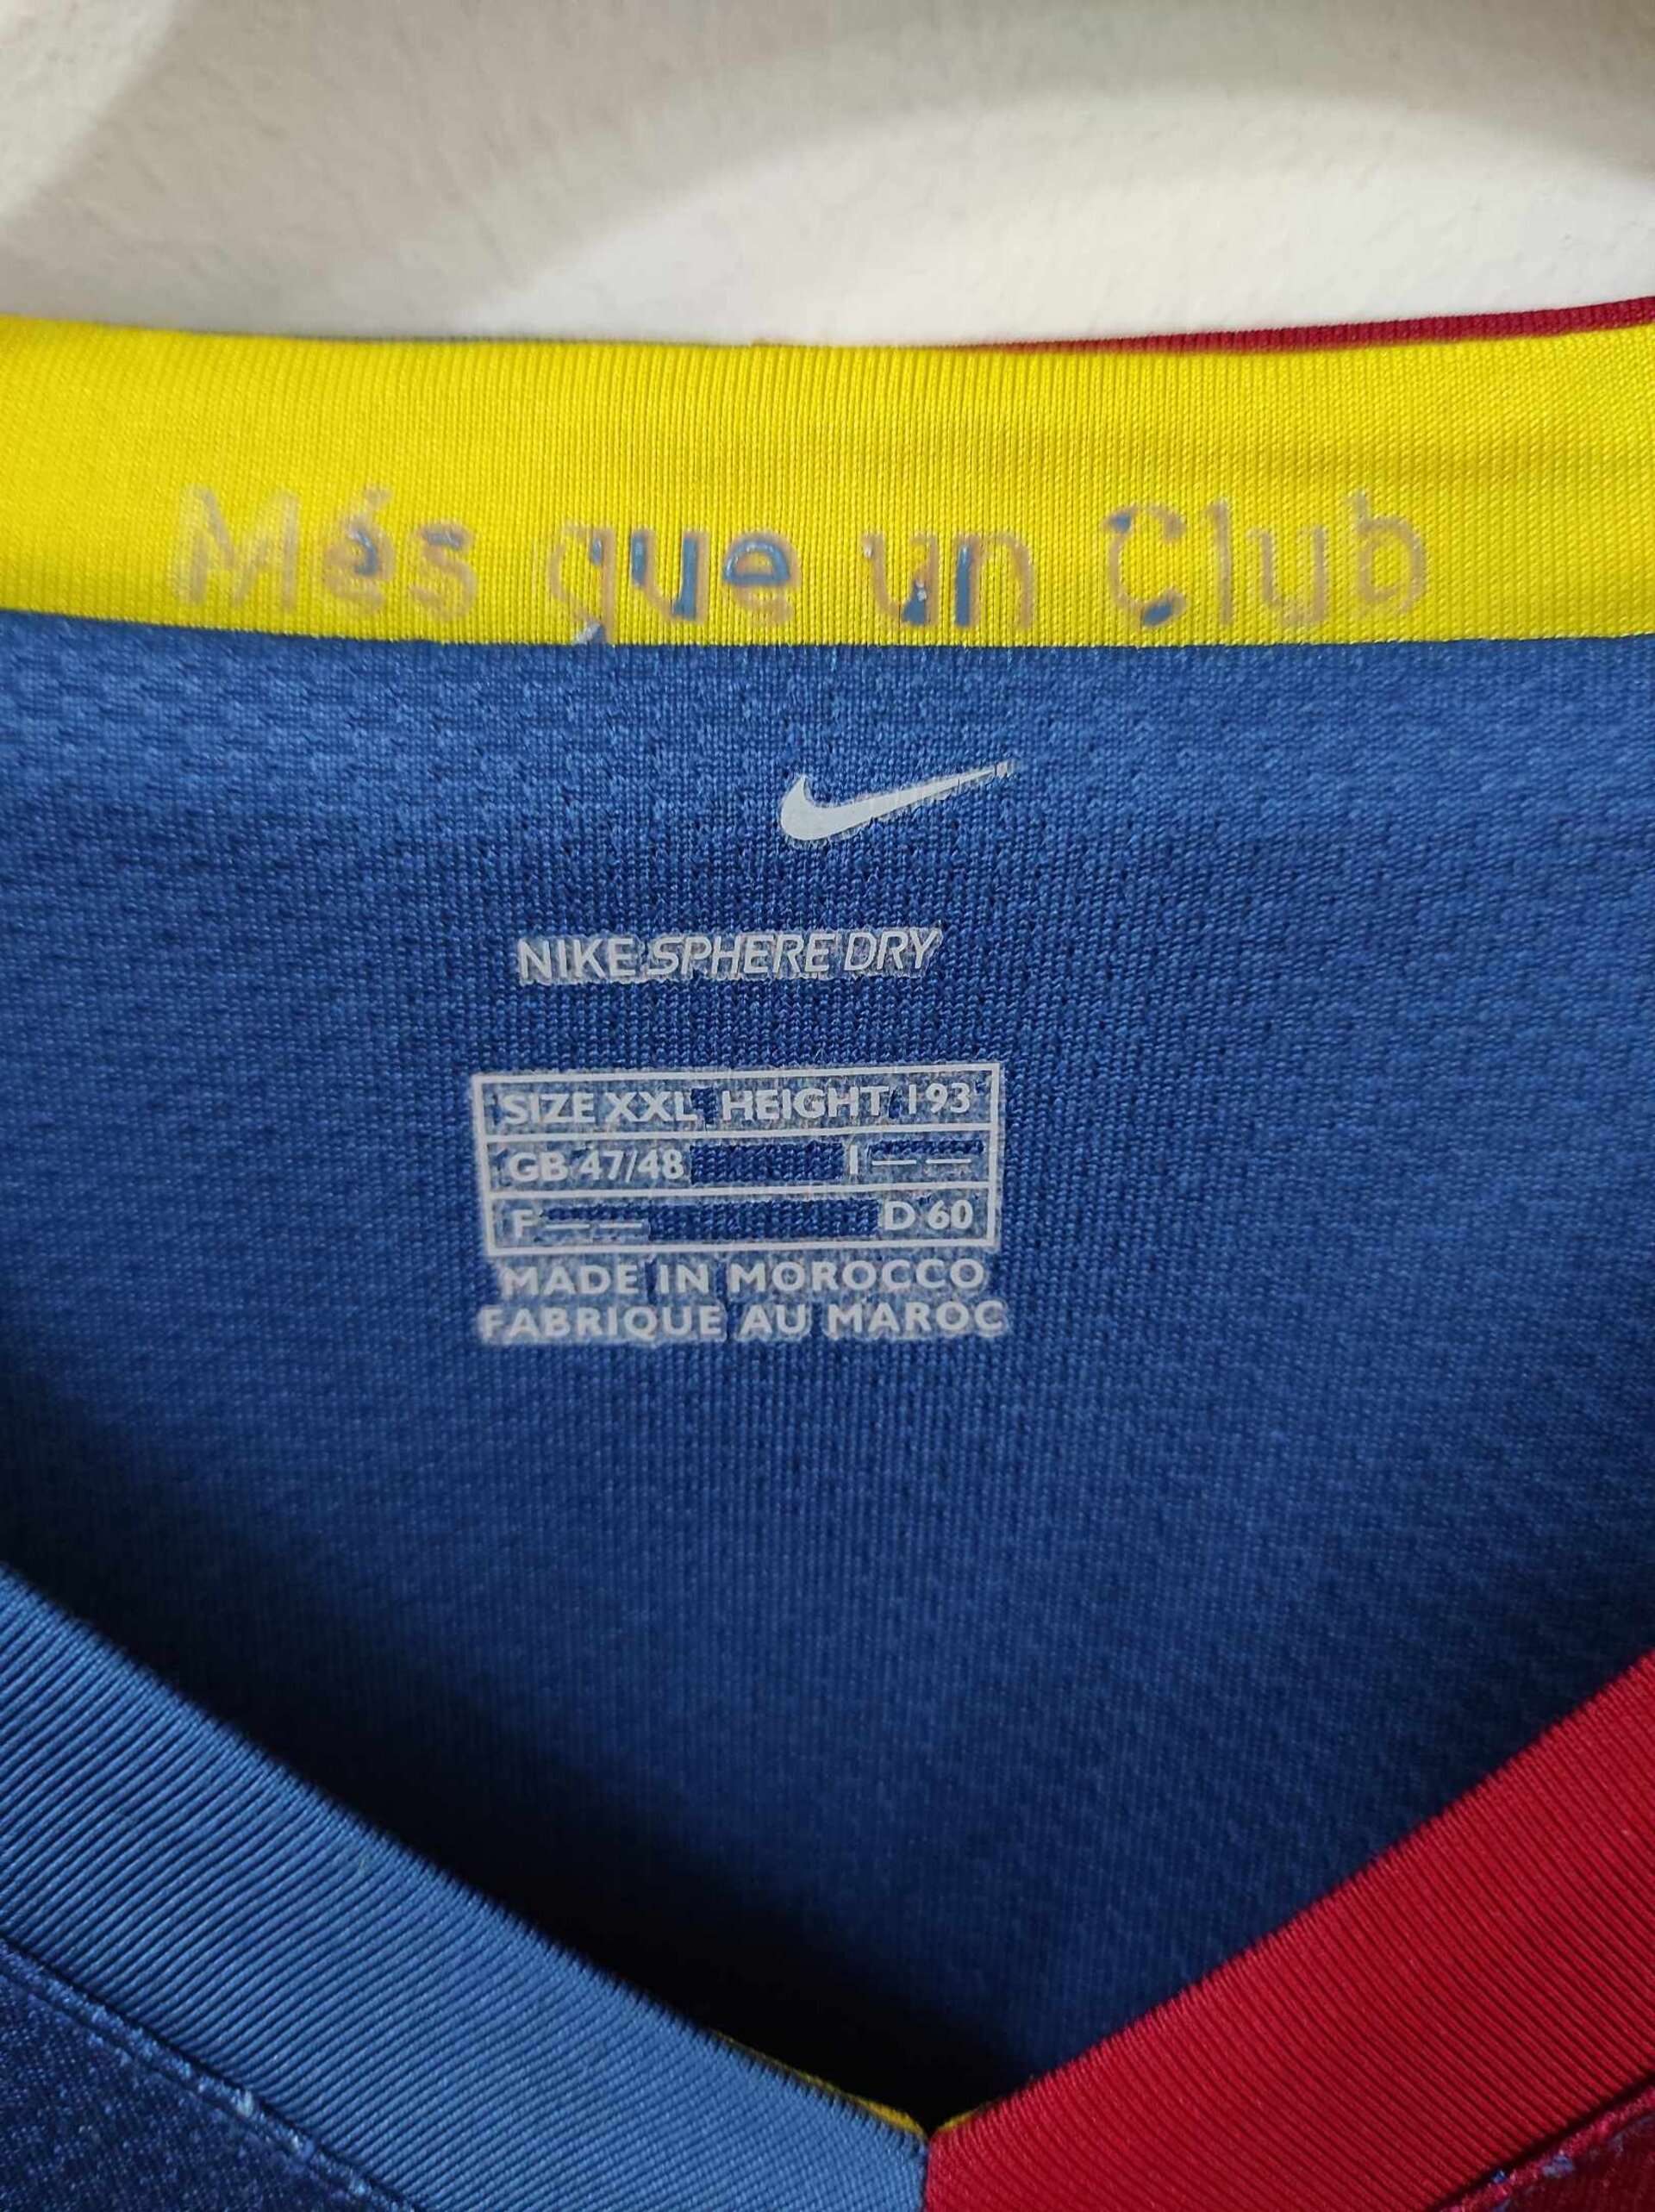 Més que un Club
NIKE SPHERE DRY
SIZE XXL HEIGHT 193
GB 47/48 I — —
F — — D 60
MADE IN MOROCCO
FABRIQUE AU MAROC